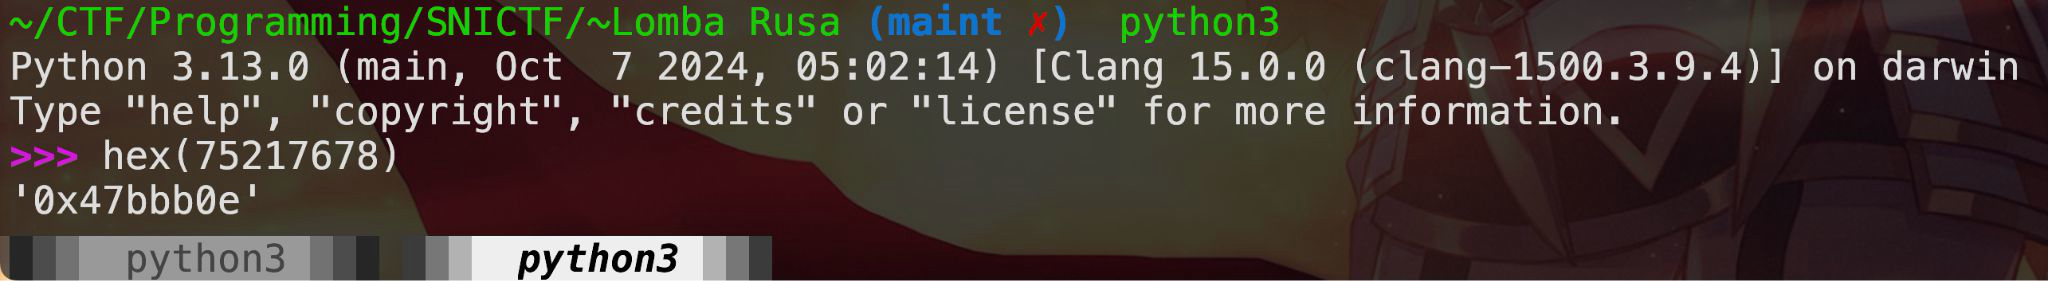 ~/CTF/Programming/SNICTF/~Lomba Rusa (maint ✗) python3
Python 3.13.0 (main, Oct  7 2024, 05:02:14) [Clang 15.0.0 (clang-1500.3.9.4)] on darwin
Type "help", "copyright", "credits" or "license" for more information.
>>> hex(75217678)
'0x47bbb0e'
python3 python3